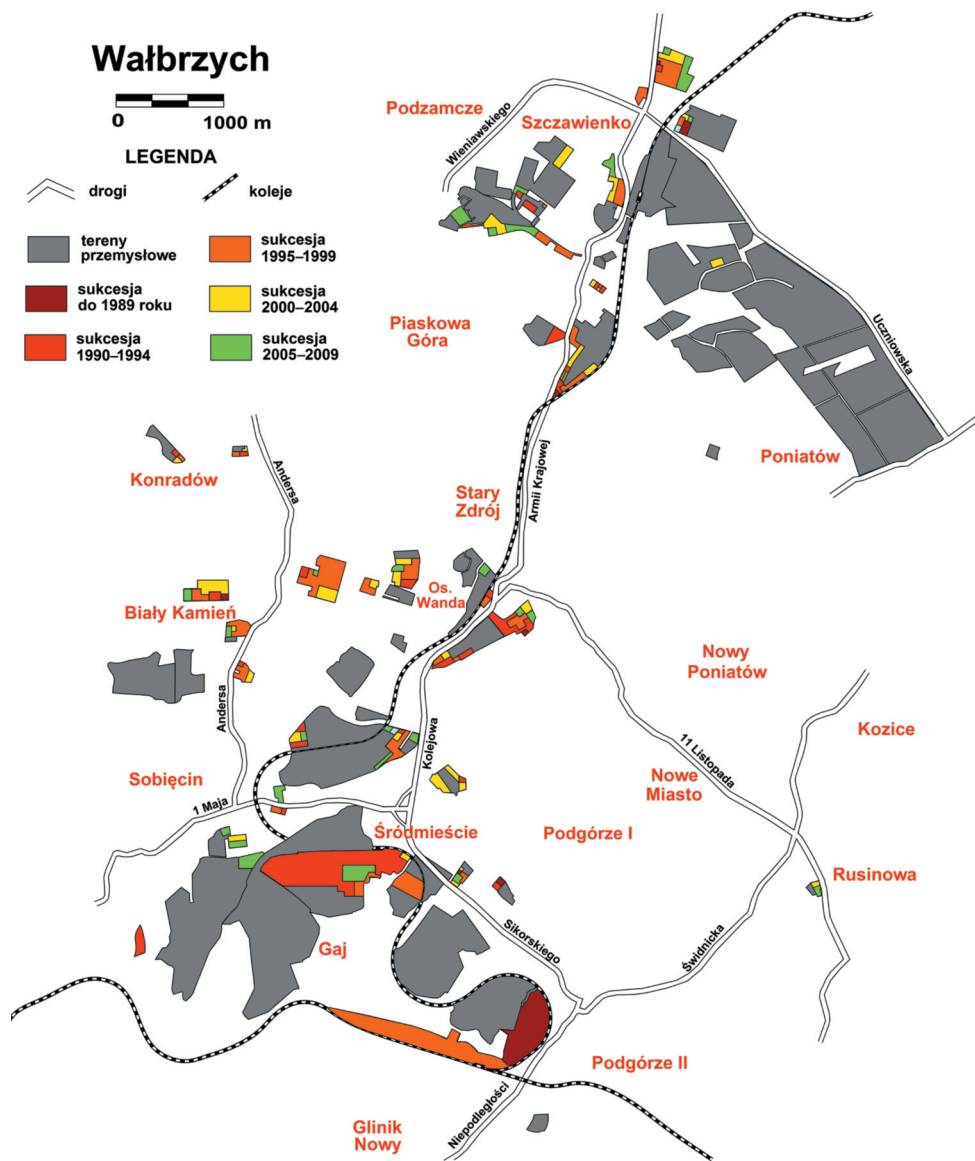 Wałbrzych
0 1000 m
LEGENDA
drogi
koleje
tereny
przemysłowe
sukcesja
1995–1999
sukcesja
do 1989 roku
sukcesja
2000–2004
sukcesja
1990–1994
sukcesja
2005–2009
Podzamcze
Wieniawskiego
Szczawienko
Piaskowa
Góra
Uczniowska
Poniatów
Konradów
Andersa
Stary
Zdrój
Armii Krajowej
Biały Kamień
Os.
Wanda
Nowy
Poniatów
Andersa
Kolejowa
Kozice
11 Listopada
Sobięcin
Nowe
Miasto
1 Maja
Śródmieście
Podgórze I
Rusinowa
Gaj
Sikorskiego
Świdnicka
Podgórze II
Niepodległości
Glinik
Nowy